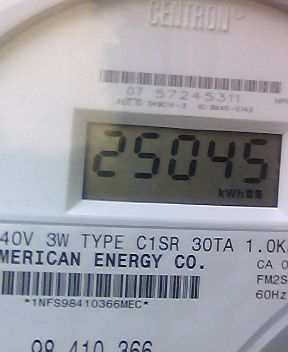 CENTRON®
07 57245311
25045
kWh
40V 3W TYPE C1SR 30TA 1.0K
MERICAN ENERGY CO.
CA 0
FM2S
60Hz
*1NFS98410366MEC*
98 410 366